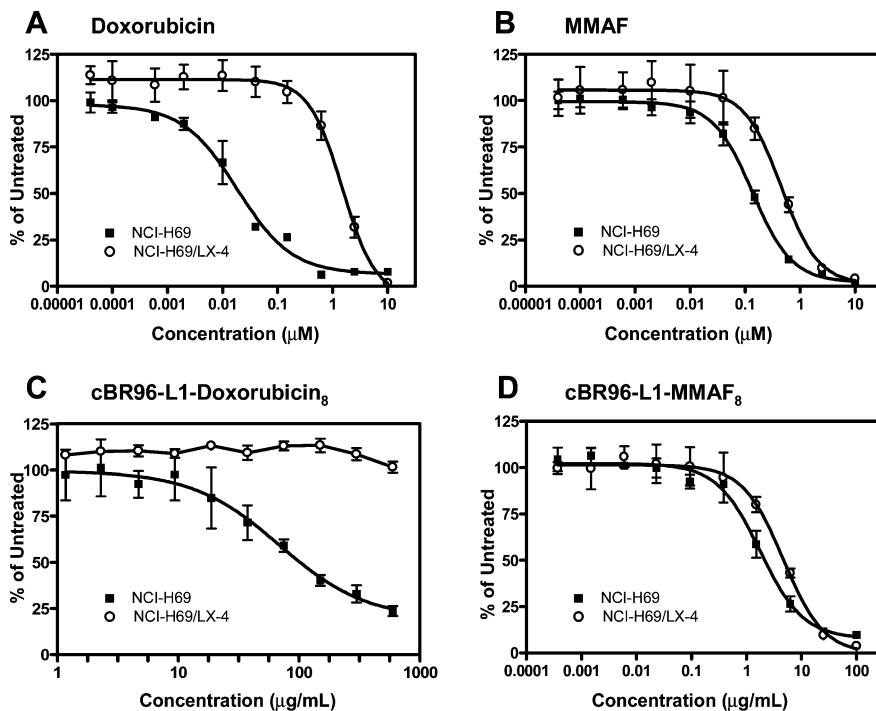 A Doxorubicin
125
100
75
50
25
0
% of Untreated
NCI-H69
NCI-H69/LX-4
0.00001 0.0001 0.001 0.01 0.1 1 10
Concentration (μM)
B MMAF
125
100
75
50
25
0
% of Untreated
NCI-H69
NCI-H69/LX-4
0.00001 0.0001 0.001 0.01 0.1 1 10
Concentration (μM)
C cBR96-L1-Doxorubicin8
125
100
75
50
25
0
% of Untreated
NCI-H69
NCI-H69/LX-4
1 10 100 1000
Concentration (μg/mL)
D cBR96-L1-MMAF8
125
100
75
50
25
0
% of Untreated
NCI-H69
NCI-H69/LX-4
0.0001 0.001 0.01 0.1 1 10 100
Concentration (μg/mL)